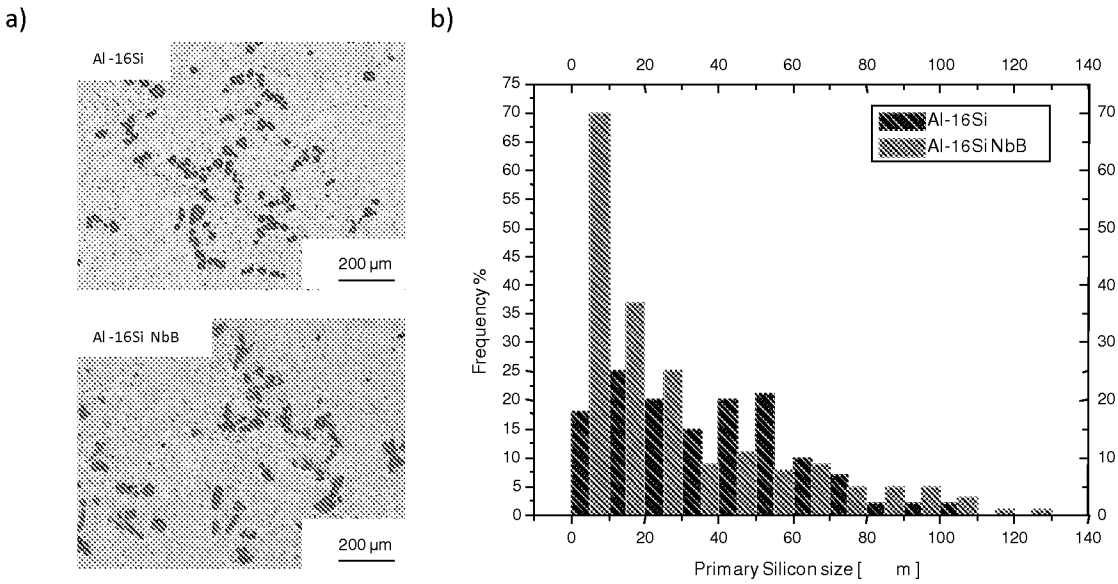 a)
Al -16Si
200 µm
Al -16Si NbB
200 µm
b)
0 20 40 60 80 100 120 140
75
70
65
60
55
50
45
40
35
30
25
20
15
10
5
0
Frequency %
Al-16Si
Al-16Si NbB
70
60
50
40
30
20
10
0
0 20 40 60 80 100 120 140
Primary Silicon size [ m ]